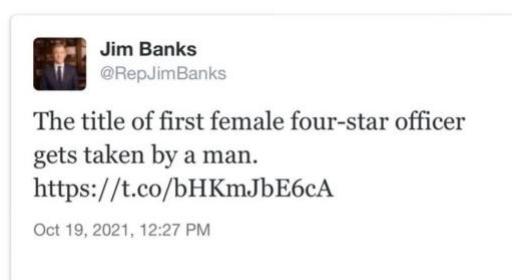 Jim Banks
@RepJimBanks
The title of first female four-star officer
gets taken by a man.
https://t.co/bHKmJbE6cA
Oct 19, 2021, 12:27 PM